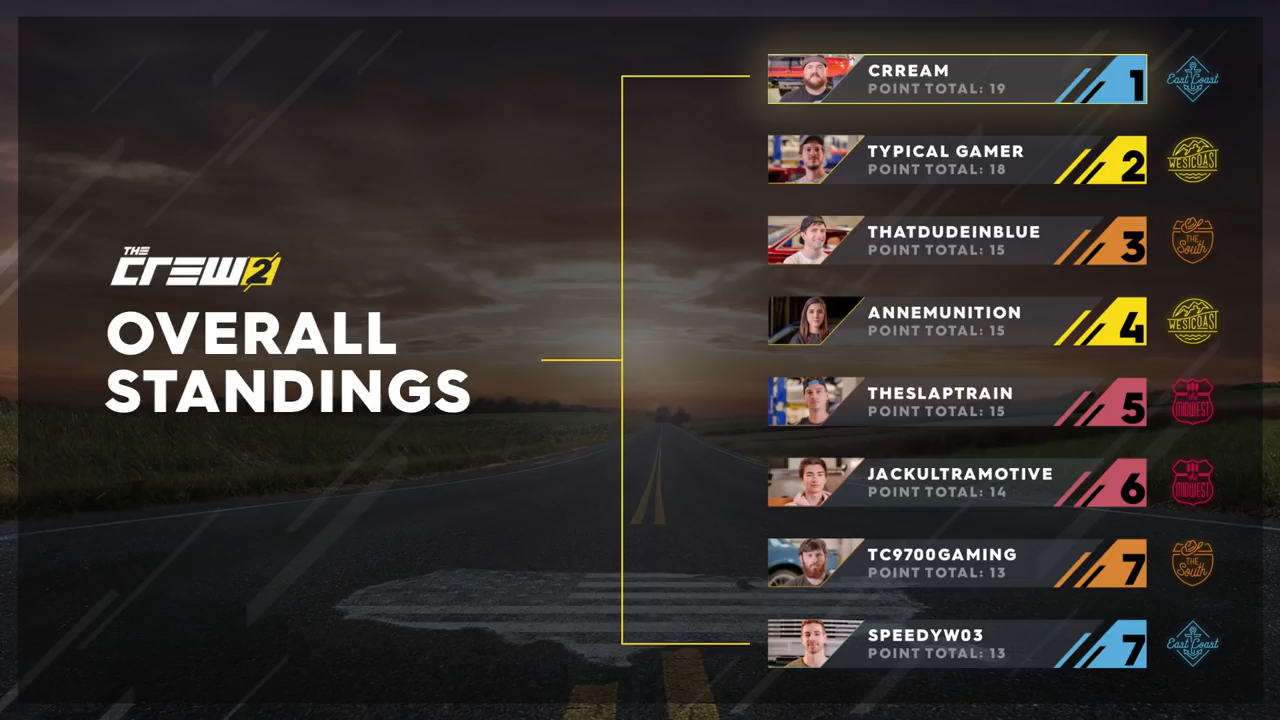 THE
CREW 2
OVERALL
STANDINGS
CRREAM
POINT TOTAL: 19
1
East Coast
TYPICAL GAMER
POINT TOTAL: 18
2
WESTCOAST
THATDUDEINBLUE
POINT TOTAL: 15
3
THE
South
ANNEMUNITION
POINT TOTAL: 15
4
WESTCOAST
THESLAPTRAIN
POINT TOTAL: 15
5
MIDWEST
JACKULTRAMOTIVE
POINT TOTAL: 14
6
MIDWEST
TC9700GAMING
POINT TOTAL: 13
7
THE
South
SPEEDYW03
POINT TOTAL: 13
7
East Coast